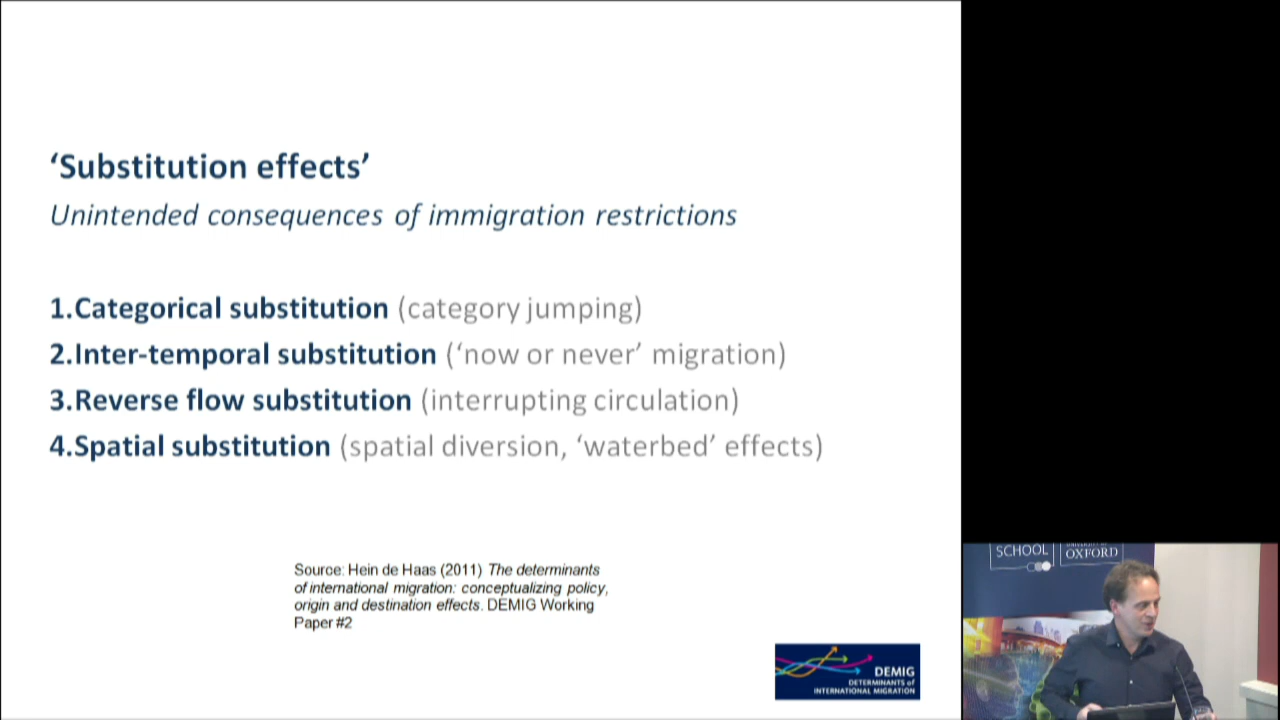 ‘Substitution effects’
Unintended consequences of immigration restrictions
1.Categorical substitution (category jumping)
2.Inter-temporal substitution (‘now or never’ migration)
3.Reverse flow substitution (interrupting circulation)
4.Spatial substitution (spatial diversion, ‘waterbed’ effects)
Source: Hein de Haas (2011) The determinants
of international migration: conceptualizing policy,
origin and destination effects. DEMIG Working
Paper #2
DEMIG
DETERMINANTS of
INTERNATIONAL MIGRATION
SCHOOL
UNIVERSITY OF
OXFORD